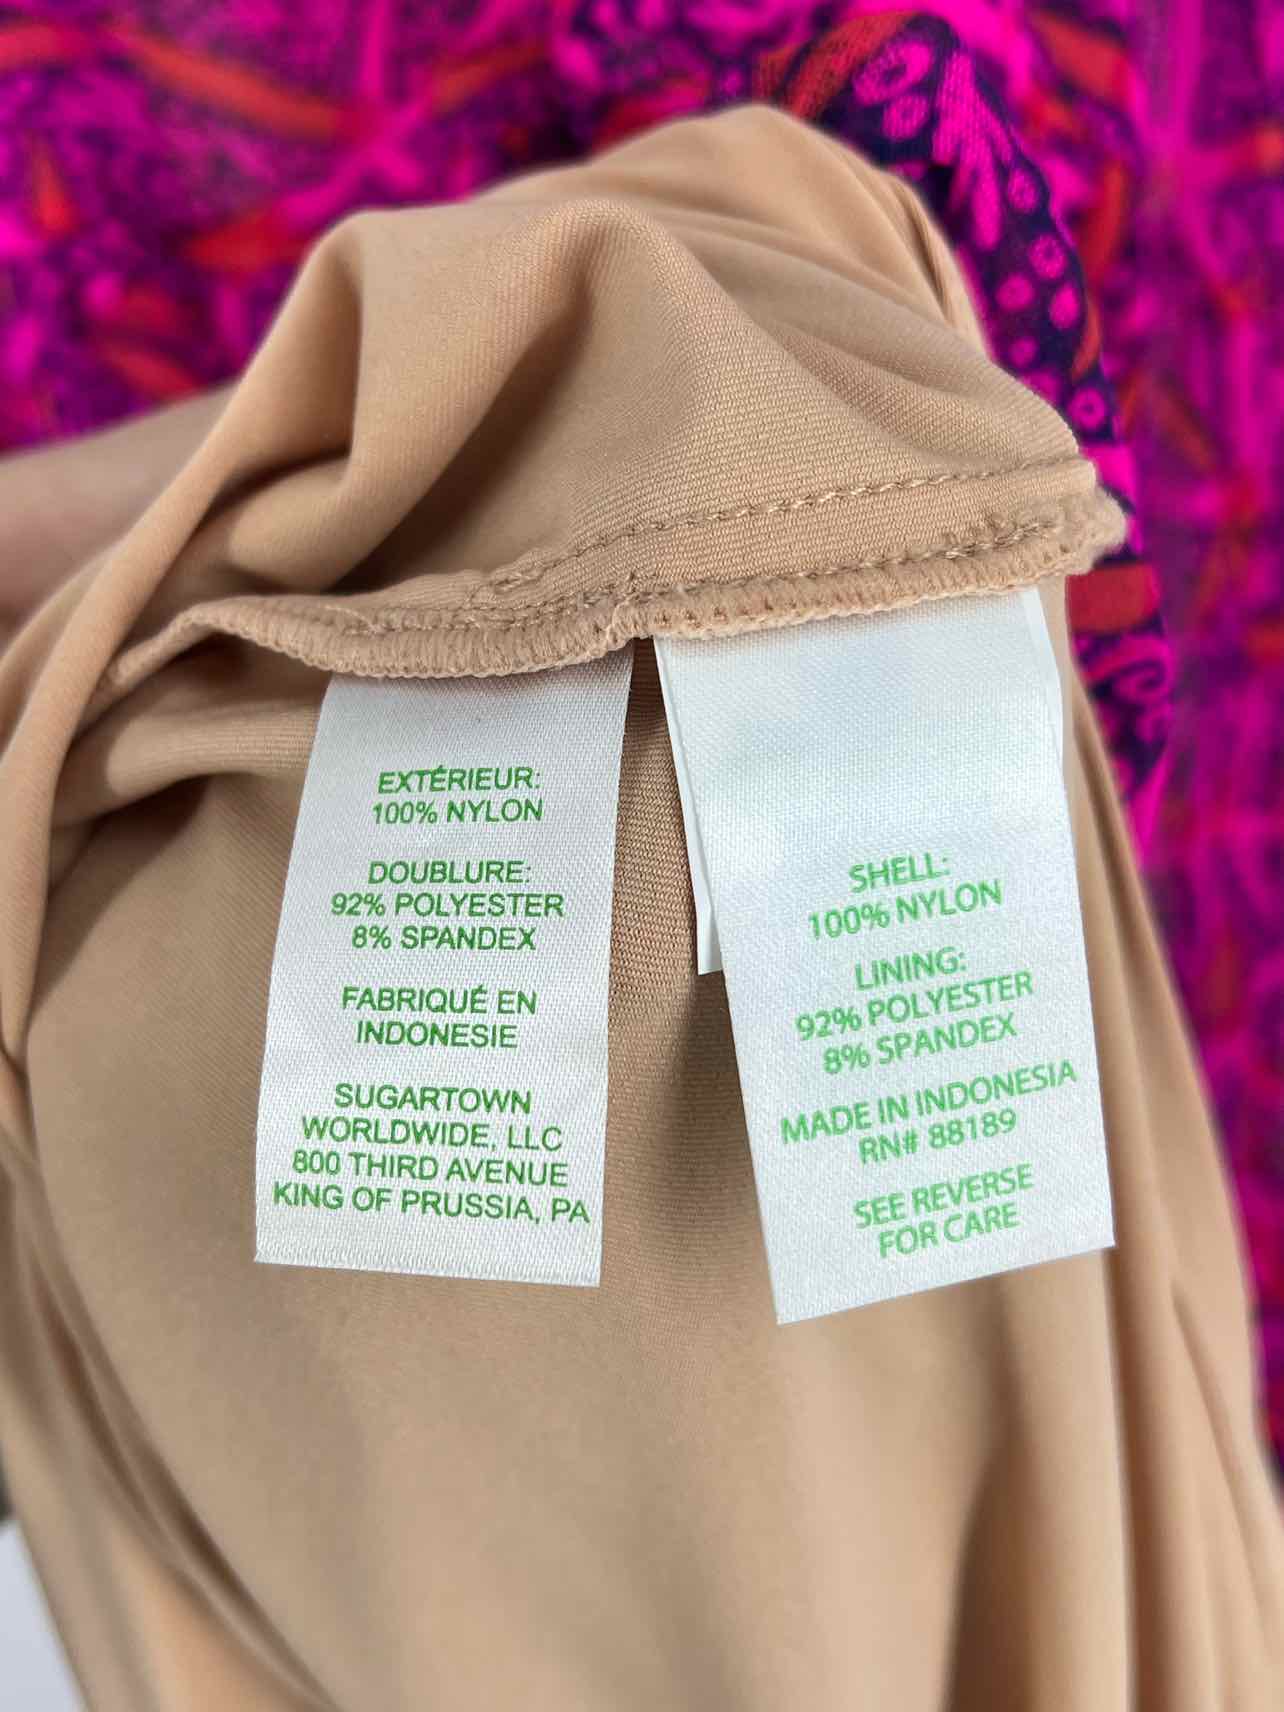 EXTÉRIEUR:
100% NYLON
DOUBLURE:
92% POLYESTER
8% SPANDEX
FABRIQUÉ EN
INDONESIE
SUGARTOWN
WORLDWIDE, LLC
800 THIRD AVENUE
KING OF PRUSSIA, PA
SHELL:
100% NYLON
LINING:
92% POLYESTER
8% SPANDEX
MADE IN INDONESIA
RN# 88189
SEE REVERSE
FOR CARE